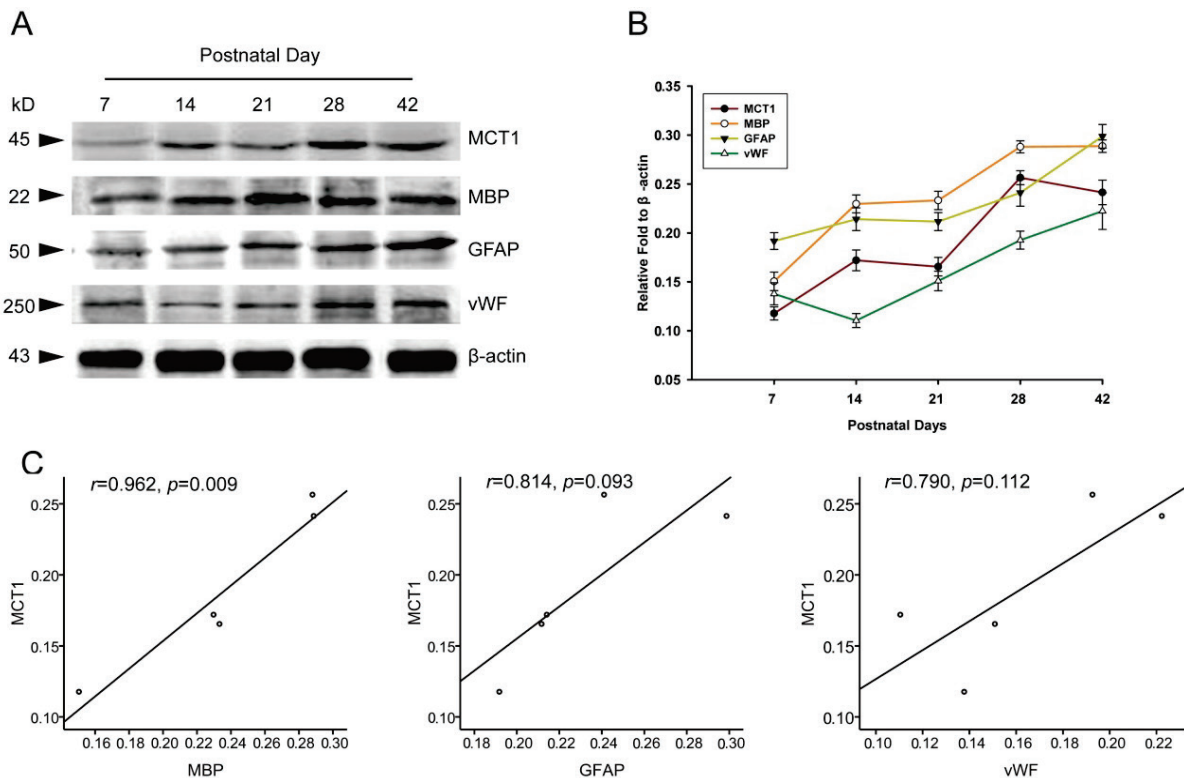 A
Postnatal Day
kD 7 14 21 28 42
45 MCT1
22 MBP
50 GFAP
250 vWF
43 β-actin
B
0.35
0.30
0.25
0.20
0.15
0.10
0.05
Relative Fold to β -actin
MCT1
MBP
GFAP
vWF
7 14 21 28 42
Postnatal Days
C
r=0.962, p=0.009
0.25
0.20
0.15
0.10
MCT1
0.16 0.18 0.20 0.22 0.24 0.26 0.28 0.30
MBP
r=0.814, p=0.093
0.25
0.20
0.15
0.10
MCT1
0.18 0.20 0.22 0.24 0.26 0.28 0.30
GFAP
r=0.790, p=0.112
0.25
0.20
0.15
0.10
MCT1
0.10 0.12 0.14 0.16 0.18 0.20 0.22
vWF